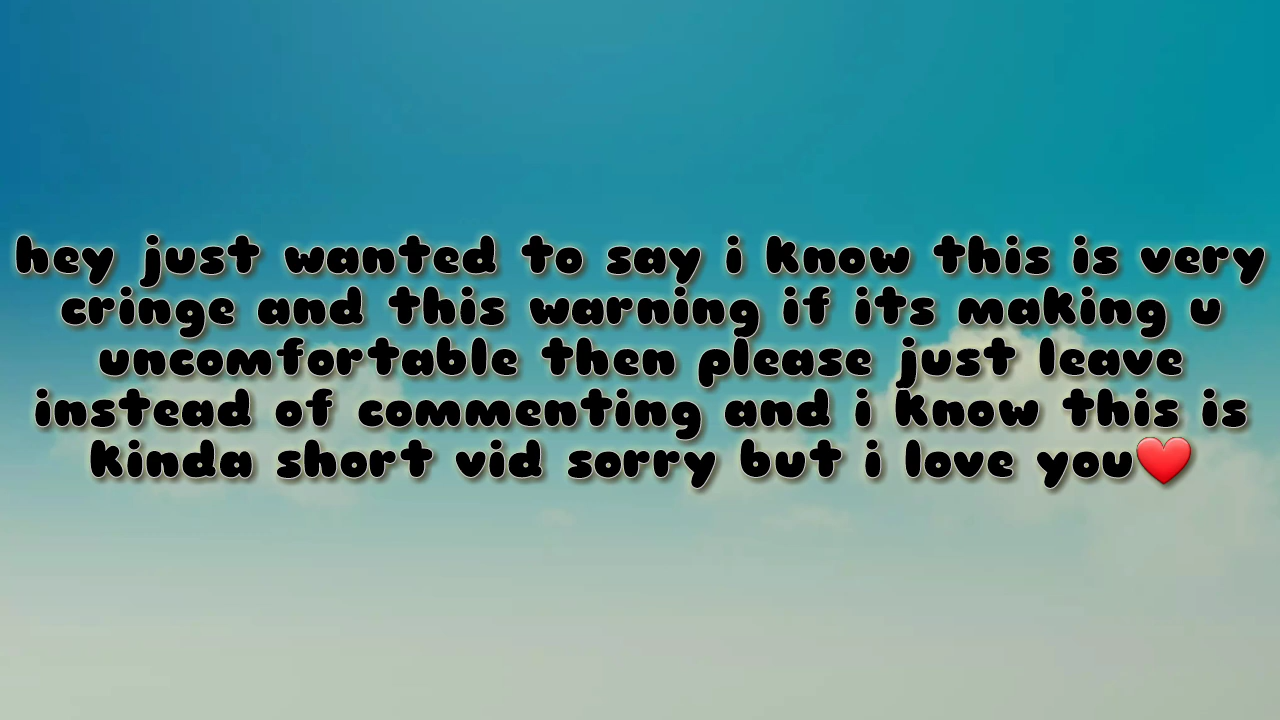 hey just wanted to say i know this is very
cringe and this warning if its making u
uncomfortable then please just leave
instead of commenting and i know this is
kinda short vid sorry but i love you❤️